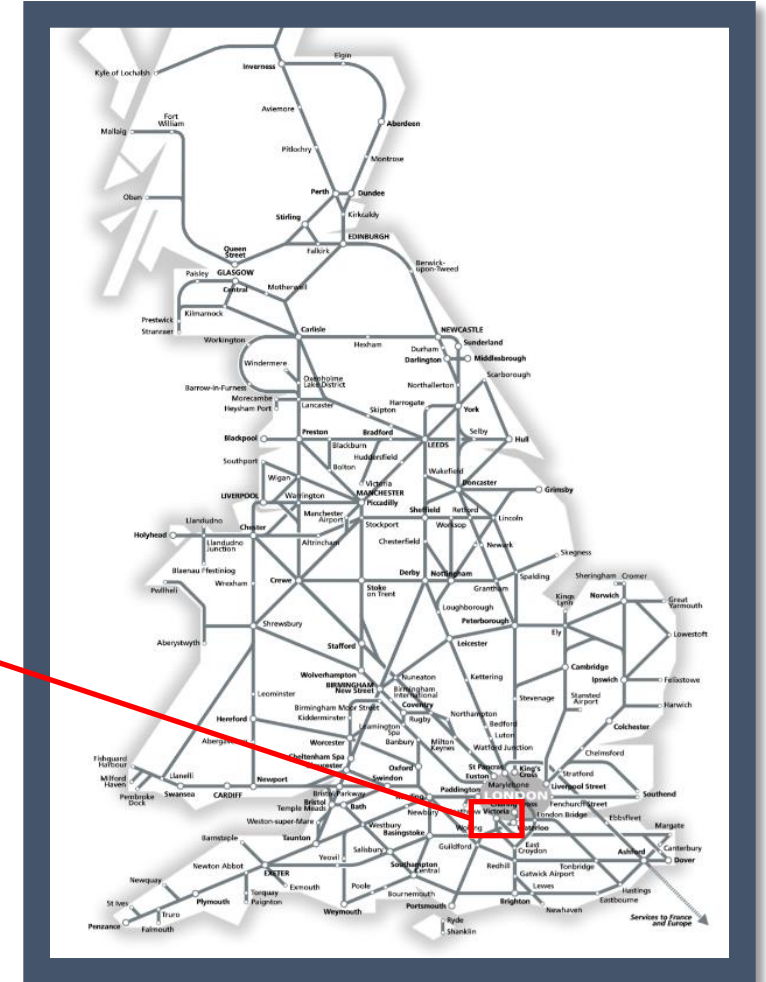 Elgin
Inverness
Kyle of Lochalsh
Aviemore
Fort
William
Aberdeen
Mallaig
Pitlochry
Montrose
Perth
Dundee
Oban
Stirling
Kirkcaldy
EDINBURGH
Queen
Street
Falkirk
Berwick-
upon-Tweed
Paisley
GLASGOW
Central
Motherwell
Prestwick
Kilmarnock
Stranraer
Carlisle
NEWCASTLE
Workington
Hexham
Durham
Sunderland
Darlington
Middlesbrough
Windermere
Scarborough
Oxenholme
Lake District
Northallerton
Barrow-in-Furness
Morecambe
Heysham Port
Lancaster
Skipton
Harrogate
York
Blackpool
Preston
Bradford
LEEDS
Selby
Hull
Blackburn
Huddersfield
Southport
Bolton
Wakefield
Wigan
Victoria
Doncaster
LIVERPOOL
Warrington
MANCHESTER
Piccadilly
Grimsby
Manchester
Airport
Sheffield
Retford
Llandudno
Chester
Stockport
Worksop
Lincoln
Holyhead
Llandudno
Junction
Altrincham
Chesterfield
Newark
Skegness
Blaenau Ffestiniog
Wrexham
Crewe
Stoke
on Trent
Derby
Nottingham
Grantham
Spalding
Sheringham
Cromer
Pwllheli
Kings
Lynn
Norwich
Great
Yarmouth
Loughborough
Peterborough
Shrewsbury
Ely
Lowestoft
Aberystwyth
Stafford
Leicester
Wolverhampton
Nuneaton
Kettering
Cambridge
BIRMINGHAM
New Street
Birmingham
International
Ipswich
Felixstowe
Leominster
Coventry
Stevenage
Stansted
Airport
Harwich
Birmingham Moor Street
Kidderminster
Rugby
Northampton
Hereford
Leamington
Spa
Bedford
Colchester
Abergavenny
Worcester
Banbury
Milton
Keynes
Luton
Watford Junction
Chelmsford
Cheltenham Spa
Gloucester
Oxford
St Pancras
Euston
King's
Cross
Stratford
Fishguard
Harbour
Milford
Haven
Llanelli
Swindon
Marylebone
Liverpool Street
Paddington
LONDON
Southend
Pembroke
Dock
Swansea
CARDIFF
Newport
Bristol Parkway
Fenchurch Street
Bristol
Temple Meads
Bath
Newbury
Victoria
London Bridge
Ebbsfleet
Weston-super-Mare
Westbury
Basingstoke
Woking
Waterloo
Margate
Barnstaple
Taunton
Salisbury
Guildford
East
Croydon
Canterbury
Yeovil
Redhill
Tonbridge
Ashford
Dover
Newton Abbot
EXETER
Southampton
Central
Gatwick Airport
Newquay
Exmouth
Poole
Lewes
Hastings
St Ives
Plymouth
Torquay
Paignton
Bournemouth
Eastbourne
Truro
Weymouth
Portsmouth
Brighton
Newhaven
Penzance
Falmouth
Ryde
Shanklin
Services to France
and Europe